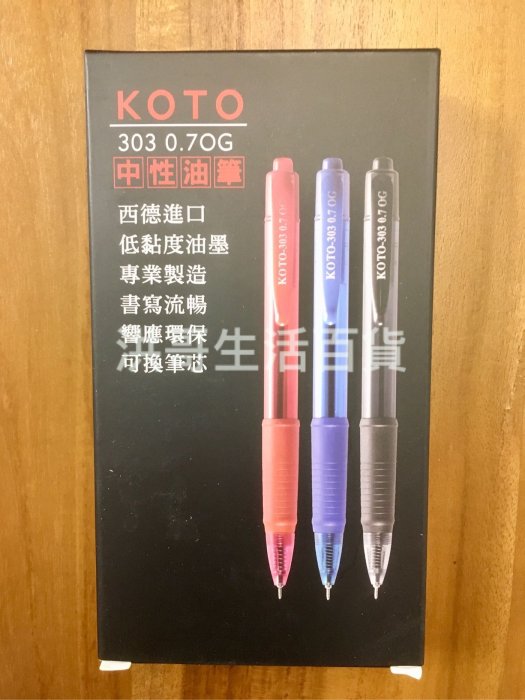 KOTO
303 0.7OG
中性油筆
西德進口
低黏度油墨
專業製造
書寫流暢
響應環保
可換筆芯
KOTO-303 0.7 OG
KOTO-303 0.7 OG
KOTO-303 0.7 OG
生活百貨